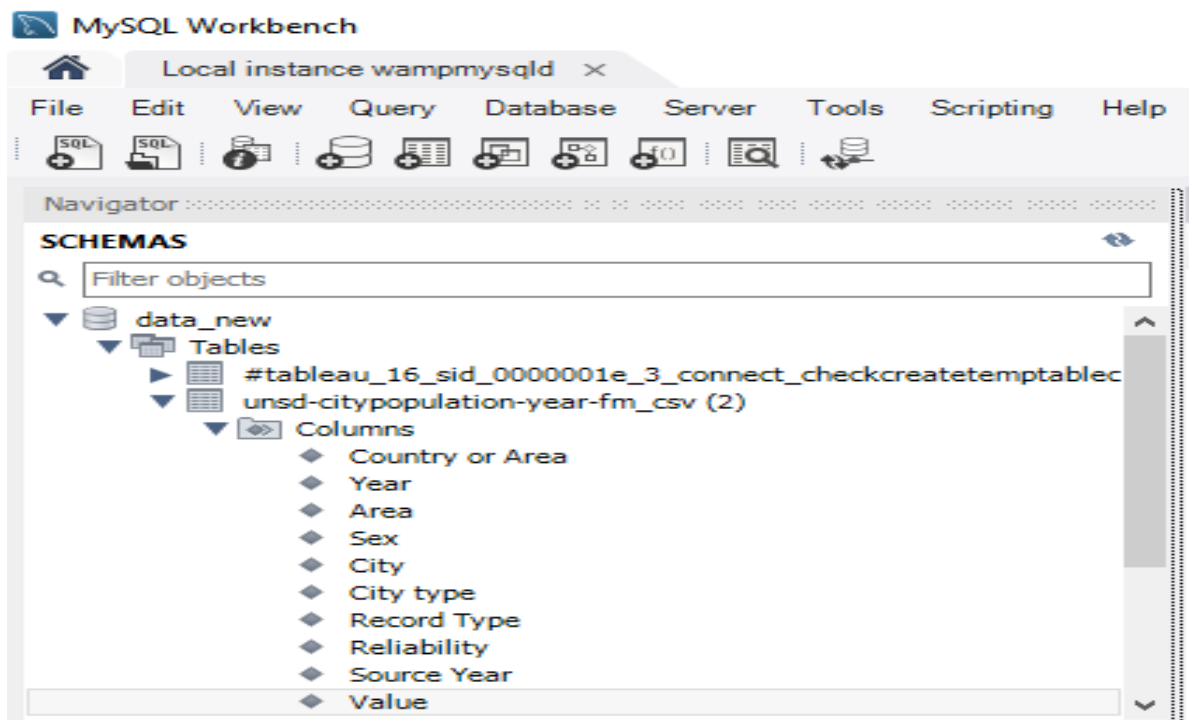 MySQL Workbench
Local instance wampmysqld ×
File Edit View Query Database Server Tools Scripting Help
SQL SQL f()
Navigator
SCHEMAS
Filter objects
data_new
Tables
#tableau_16_sid_0000001e_3_connect_checkcreatetemptablec
unsd-citypopulation-year-fm_csv (2)
Columns
Country or Area
Year
Area
Sex
City
City type
Record Type
Reliability
Source Year
Value